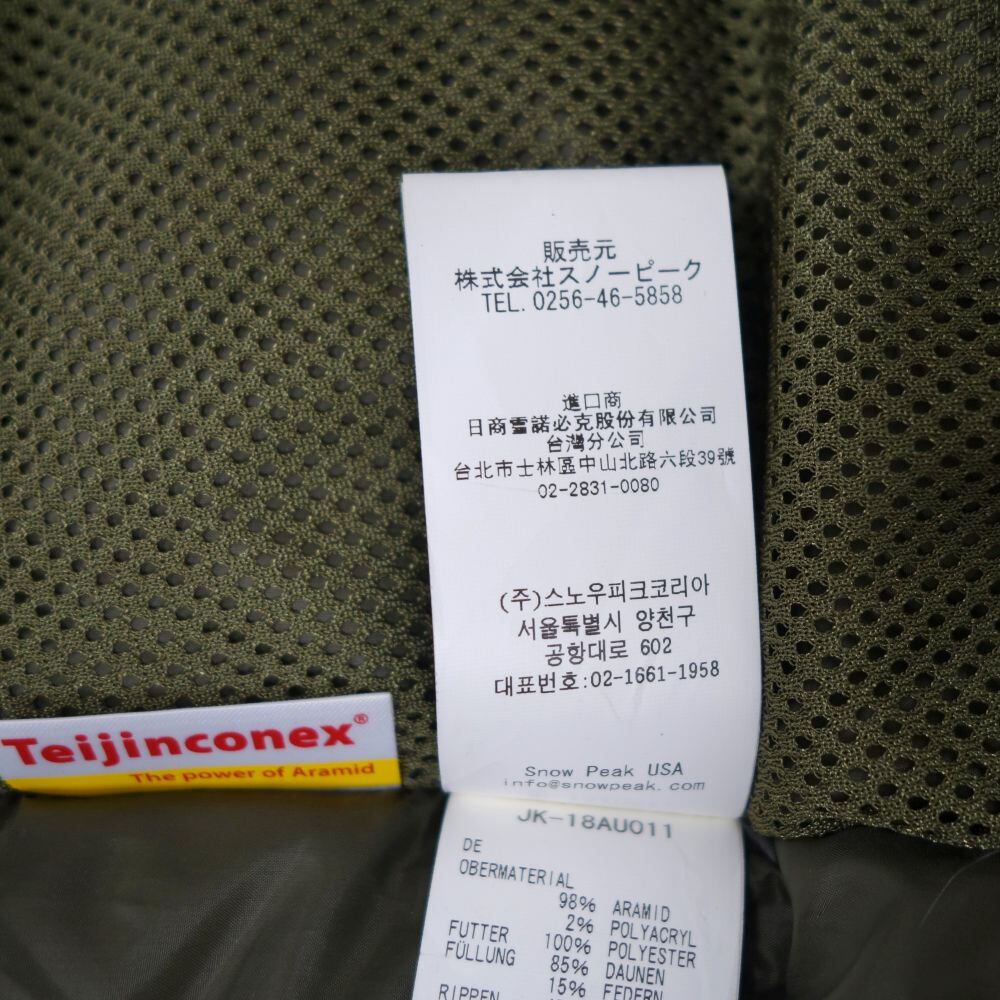 販売元
株式会社スノーピーク
TEL.0256-46-5858
進口商
日商雪諾必克股份有限公司
台灣分公司
台北市士林區中山北路六段39號
02-2831-0080
(주)스노우피크코리아
서울특별시 양천구
공항대로 602
대표번호:02-1661-1958
Snow Peak USA
info@snowpeak.com
Teijinconex®
The power of Aramid
JK-18AU011
DE
OBERMATERIAL
98% ARAMID
2% POLYACRYL
FUTTER 100% POLYESTER
FÜLLUNG 85% DAUNEN
15% FEDERN
RIPPEN